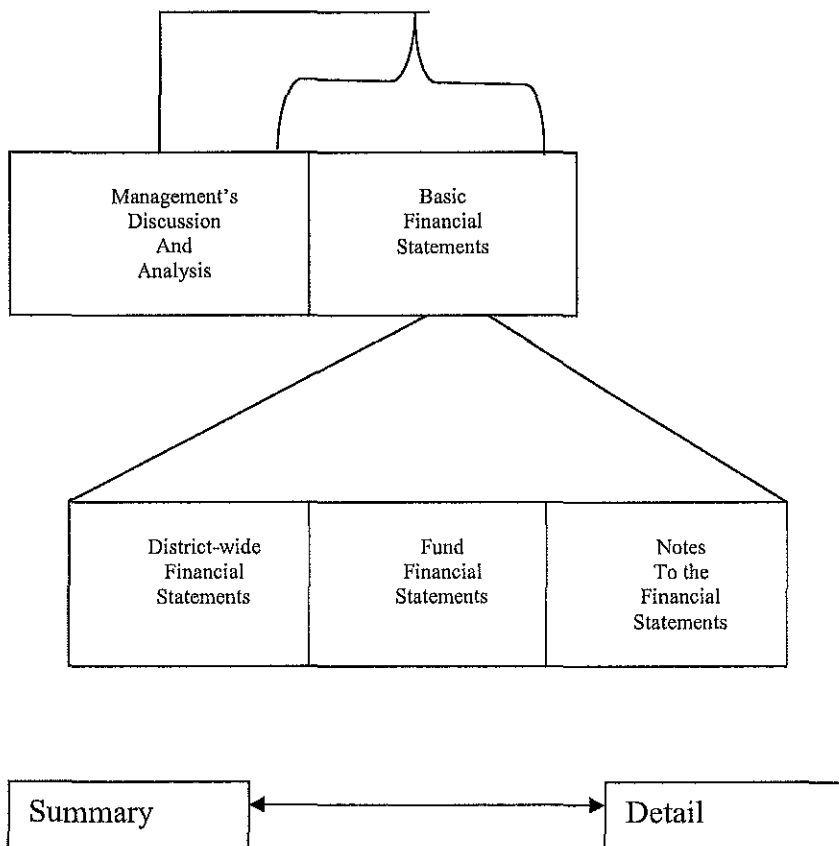 Management's
Discussion
And
Analysis
Basic
Financial
Statements
District-wide
Financial
Statements
Fund
Financial
Statements
Notes
To the
Financial
Statements
Summary
Detail